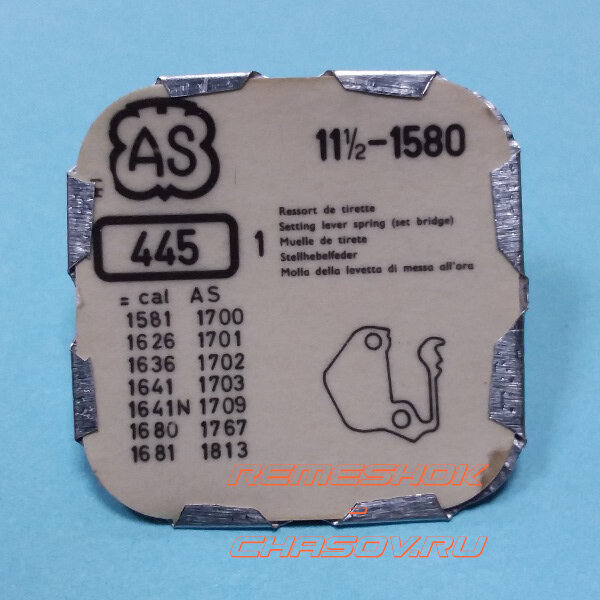 AS
11½-1580
445
1
Ressort de tirette
Setting lever spring (set bridge)
Muelle de tirete
Stellhebelfeder
Molla della levetta di messa all'ora
= cal AS
1581 1700
1626 1701
1636 1702
1641 1703
1641N 1709
1680 1767
1681 1813
REMESHOK
-
CHASOV.RU